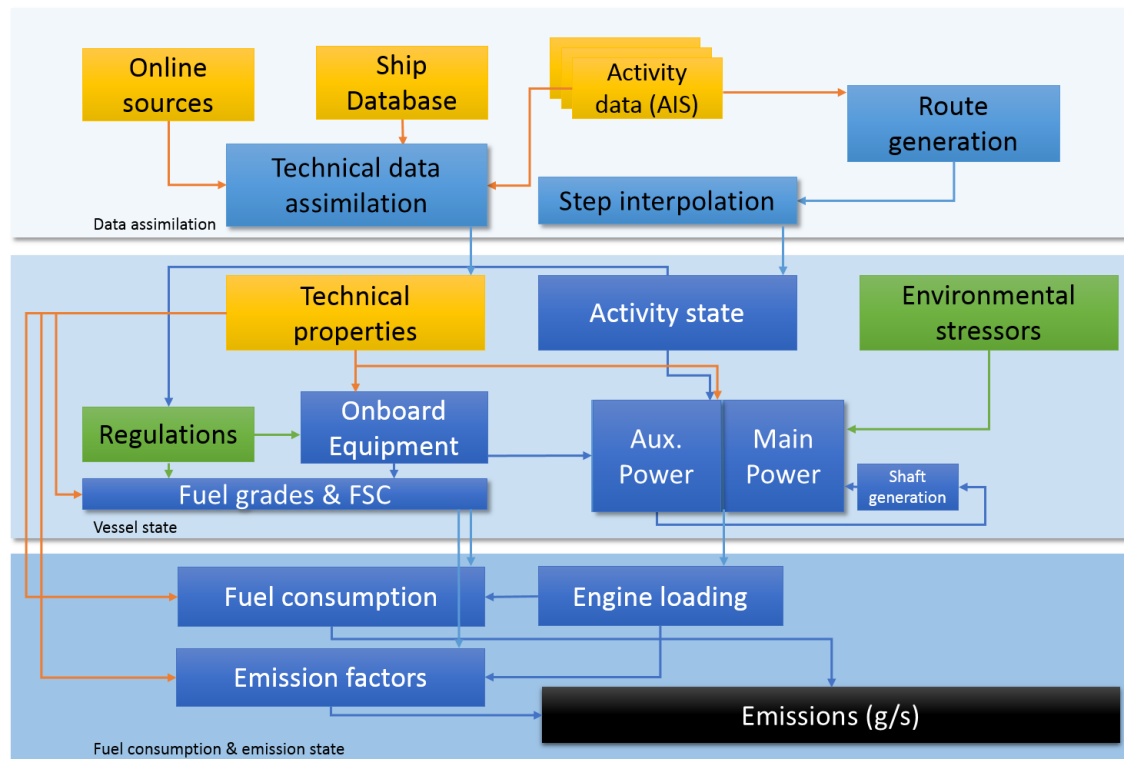 Online
sources
Ship
Database
Activity
data (AIS)
Route
generation
Technical data
assimilation
Step interpolation
Data assimilation
Technical
properties
Activity state
Environmental
stressors
Regulations
Onboard
Equipment
Aux.
Power
Main
Power
Shaft
generation
Fuel grades & FSC
Vessel state
Fuel consumption
Engine loading
Emission factors
Emissions (g/s)
Fuel consumption & emission state